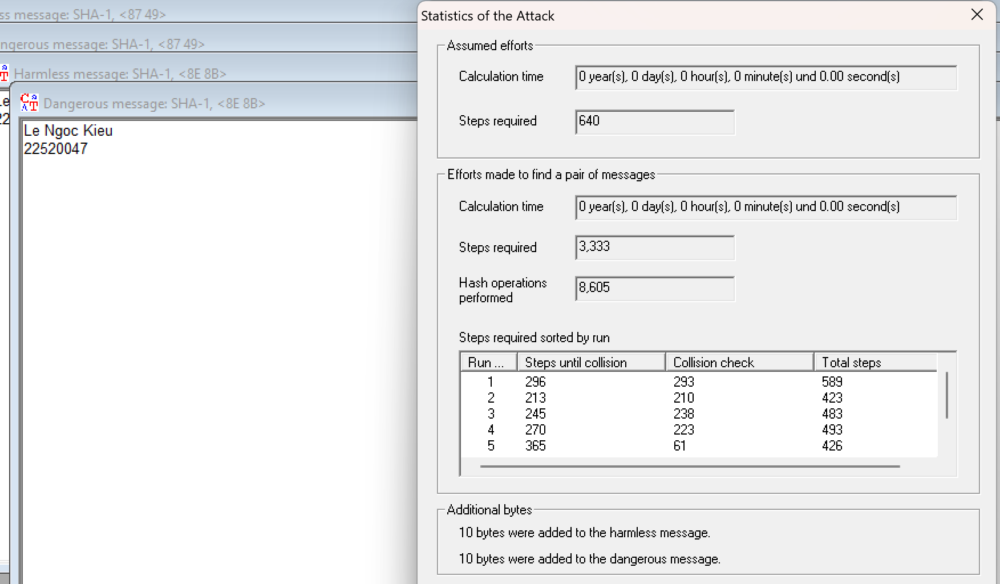 ss message: SHA-1, <87 49>
ngerous message: SHA-1, <87 49>
Harmless message: SHA-1, <8E 8B>
Dangerous message: SHA-1, <8E 8B>
Le Ngoc Kieu
22520047
Statistics of the Attack
Assumed efforts
Calculation time 0 year(s), 0 day(s), 0 hour(s), 0 minute(s) und 0.00 second(s)
Steps required 640
Efforts made to find a pair of messages
Calculation time 0 year(s), 0 day(s), 0 hour(s), 0 minute(s) und 0.00 second(s)
Steps required 3,333
Hash operations
performed 8,605
Steps required sorted by run
Run ... Steps until collision Collision check Total steps
1 296 293 589
2 213 210 423
3 245 238 483
4 270 223 493
5 365 61 426
Additional bytes
10 bytes were added to the harmless message.
10 bytes were added to the dangerous message.